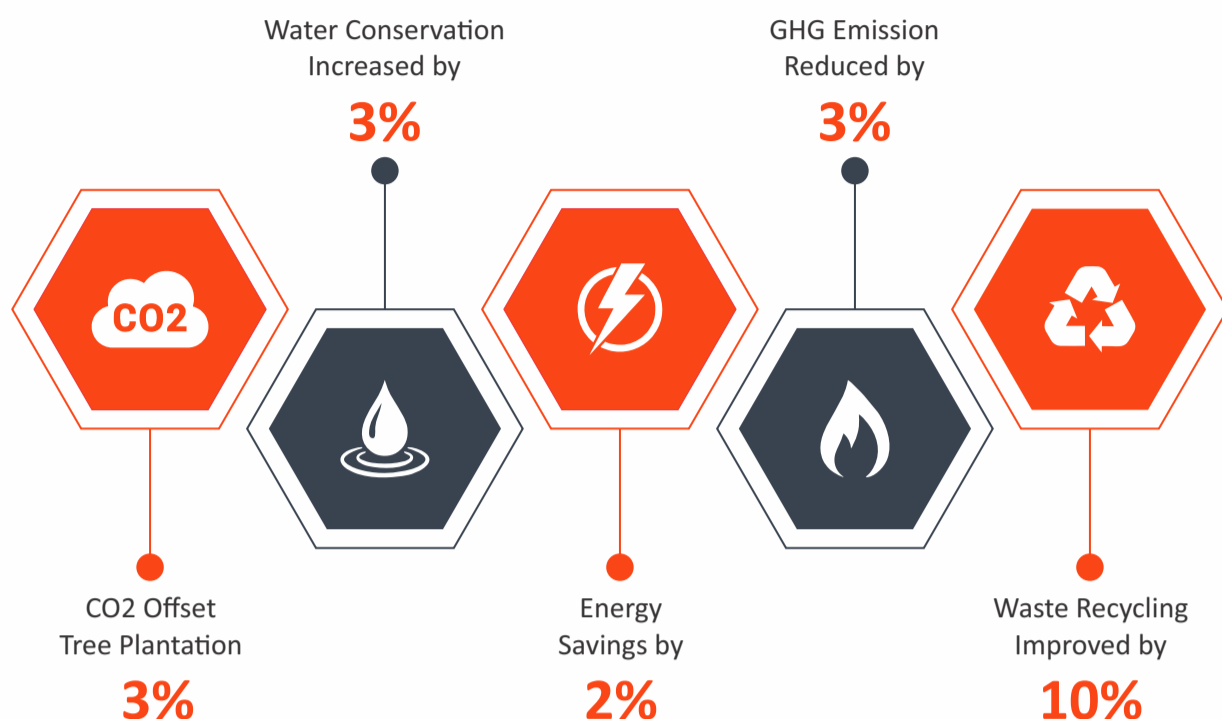 Water Conservation
Increased by
3%
GHG Emission
Reduced by
3%
CO2
CO2 Offset
Tree Plantation
3%
Energy
Savings by
2%
Waste Recycling
Improved by
10%